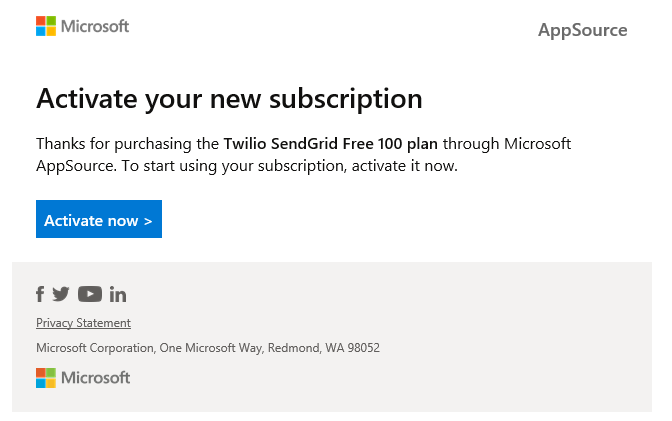 Microsoft
AppSource
Activate your new subscription
Thanks for purchasing the Twilio SendGrid Free 100 plan through Microsoft
AppSource. To start using your subscription, activate it now.
Activate now >
Privacy Statement
Microsoft Corporation, One Microsoft Way, Redmond, WA 98052
Microsoft